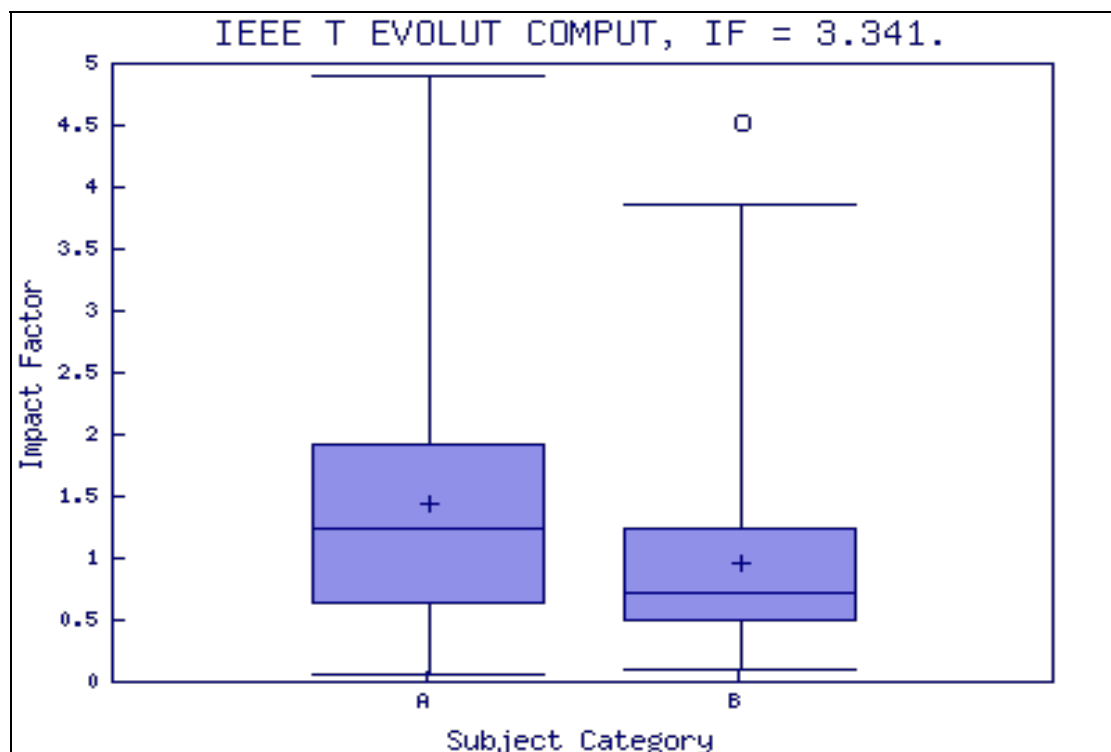 IEEE T EVOLUT COMPUT, IF = 3.341.
5
4.5
4
3.5
3
2.5
2
1.5
1
0.5
0
Impact Factor
A B
Subject Category